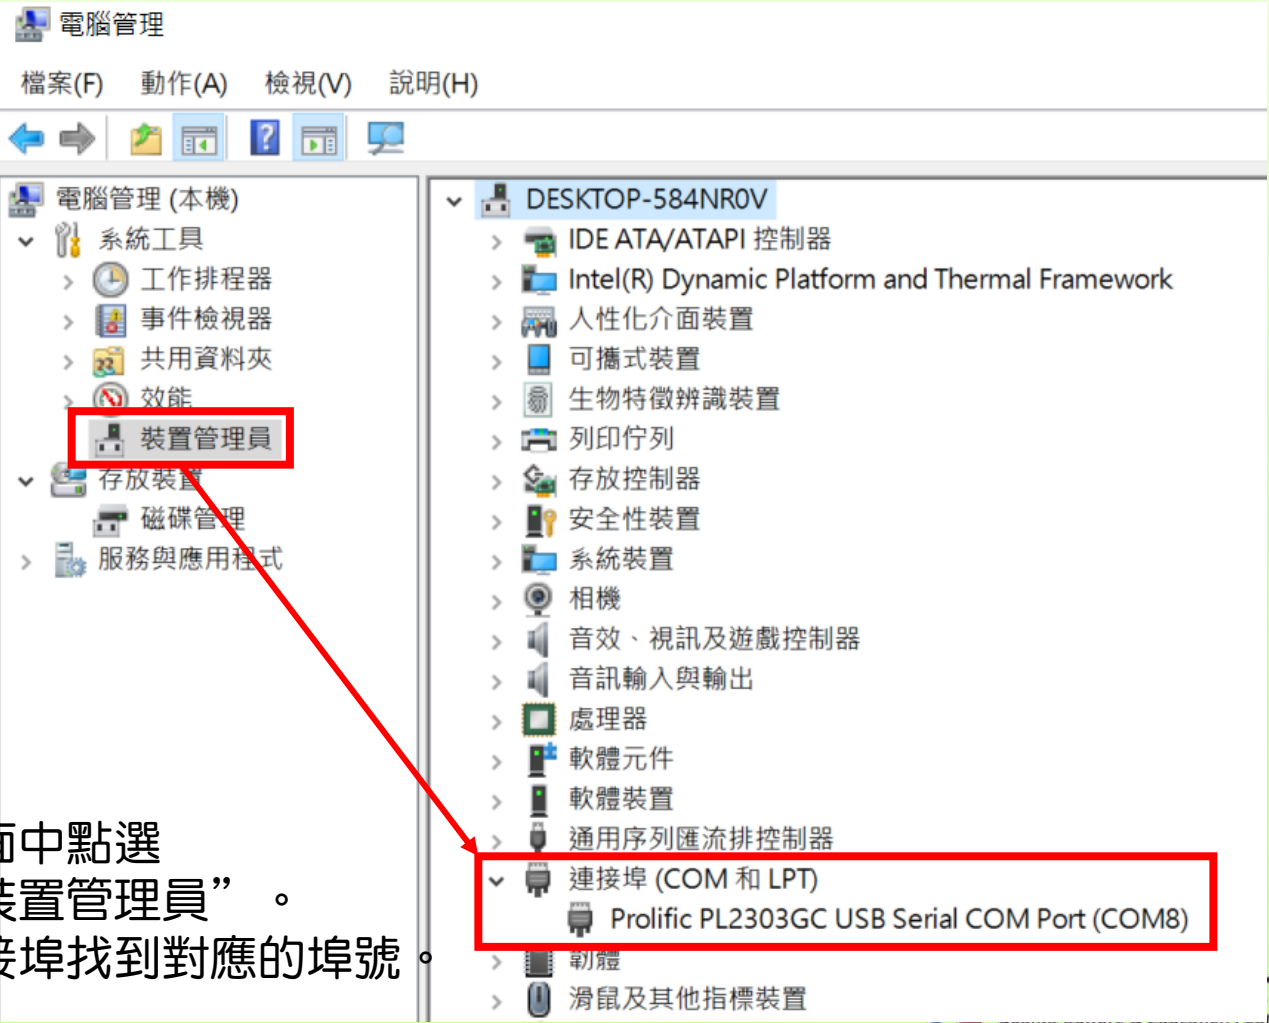 電腦管理
檔案(F) 動作(A) 檢視(V) 說明(H)
電腦管理 (本機)
系統工具
工作排程器
事件檢視器
共用資料夾
效能
裝置管理員
存放裝置
磁碟管理
服務與應用程式
DESKTOP-584NR0V
IDE ATA/ATAPI 控制器
Intel(R) Dynamic Platform and Thermal Framework
人性化介面裝置
可攜式裝置
生物特徵辨識裝置
列印佇列
存放控制器
安全性裝置
系統裝置
相機
音效、視訊及遊戲控制器
音訊輸入與輸出
處理器
軟體元件
軟體裝置
通用序列匯流排控制器
連接埠 (COM 和 LPT)
Prolific PL2303GC USB Serial COM Port (COM8)
韌體
滑鼠及其他指標裝置
面中點選
裝置管理員”。
接埠找到對應的埠號。